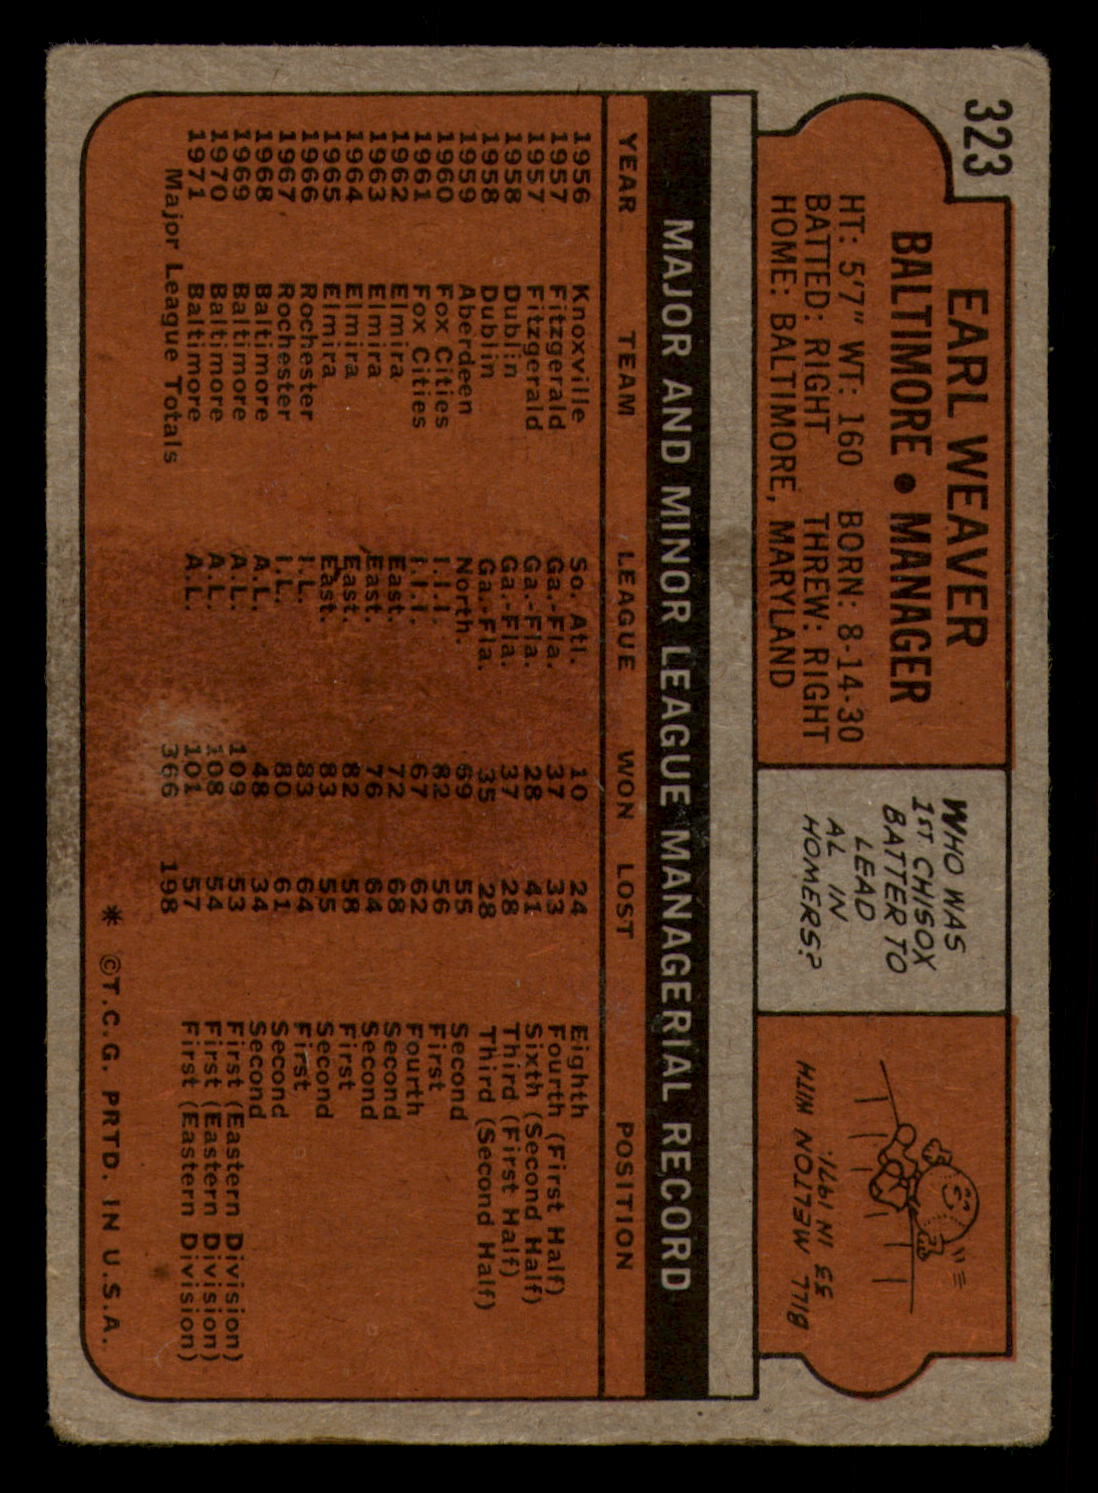 323
EARL WEAVER
BALTIMORE • MANAGER
HT: 5'7" WT: 160 BORN: 8-14-30
BATTED: RIGHT THREW: RIGHT
HOME: BALTIMORE, MARYLAND
WHO WAS
1ST CHISOX
BATTER TO
LEAD
AL IN
HOMERS?
BILL MELTON WITH
33 IN 1971.
MAJOR AND MINOR LEAGUE MANAGERIAL RECORD
YEAR TEAM LEAGUE WON LOST POSITION
1956 Knoxville So. Atl. 10 24 Eighth
1957 Fitzgerald Ga.-Fla. 37 33 Fourth (First Half)
1957 Fitzgerald Ga.-Fla. 28 41 Sixth (Second Half)
1958 Dublin Ga.-Fla. 37 28 Third (First Half)
1958 Dublin Ga.-Fla. 35 28 Third (Second Half)
1959 Aberdeen North. 69 55 Second
1960 Fox Cities I.I.I. 82 56 First
1961 Fox Cities I.I.I. 67 62 Fourth
1962 Elmira East. 72 68 Second
1963 Elmira East. 76 64 Second
1964 Elmira East. 82 58 First
1965 Elmira East. 83 55 Second
1966 Rochester I.L. 83 64 First
1967 Rochester I.L. 80 61 Second
1968 Baltimore A.L. 48 34 Second
1969 Baltimore A.L. 109 53 First (Eastern Division)
1970 Baltimore A.L. 108 54 First (Eastern Division)
1971 Baltimore A.L. 101 57 First (Eastern Division)
Major League Totals 366 198
* ©T.C.G. PRTD. IN U.S.A.